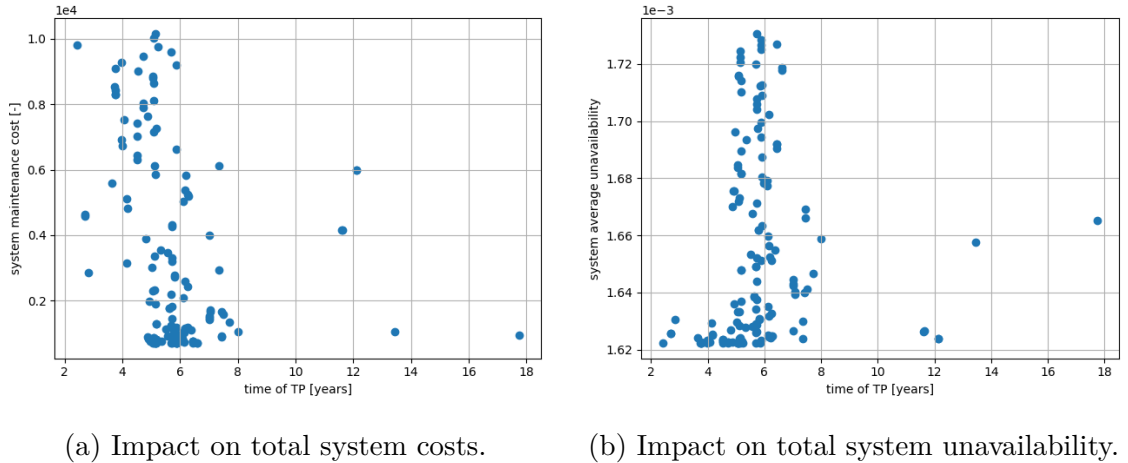 1e4
system maintenance cost [-]
1.0
0.8
0.6
0.4
0.2
2 4 6 8 10 12 14 16 18
time of TP [years]
(a) Impact on total system costs.
1e−3
system average unavailability
1.72
1.70
1.68
1.66
1.64
1.62
2 4 6 8 10 12 14 16 18
time of TP [years]
(b) Impact on total system unavailability.